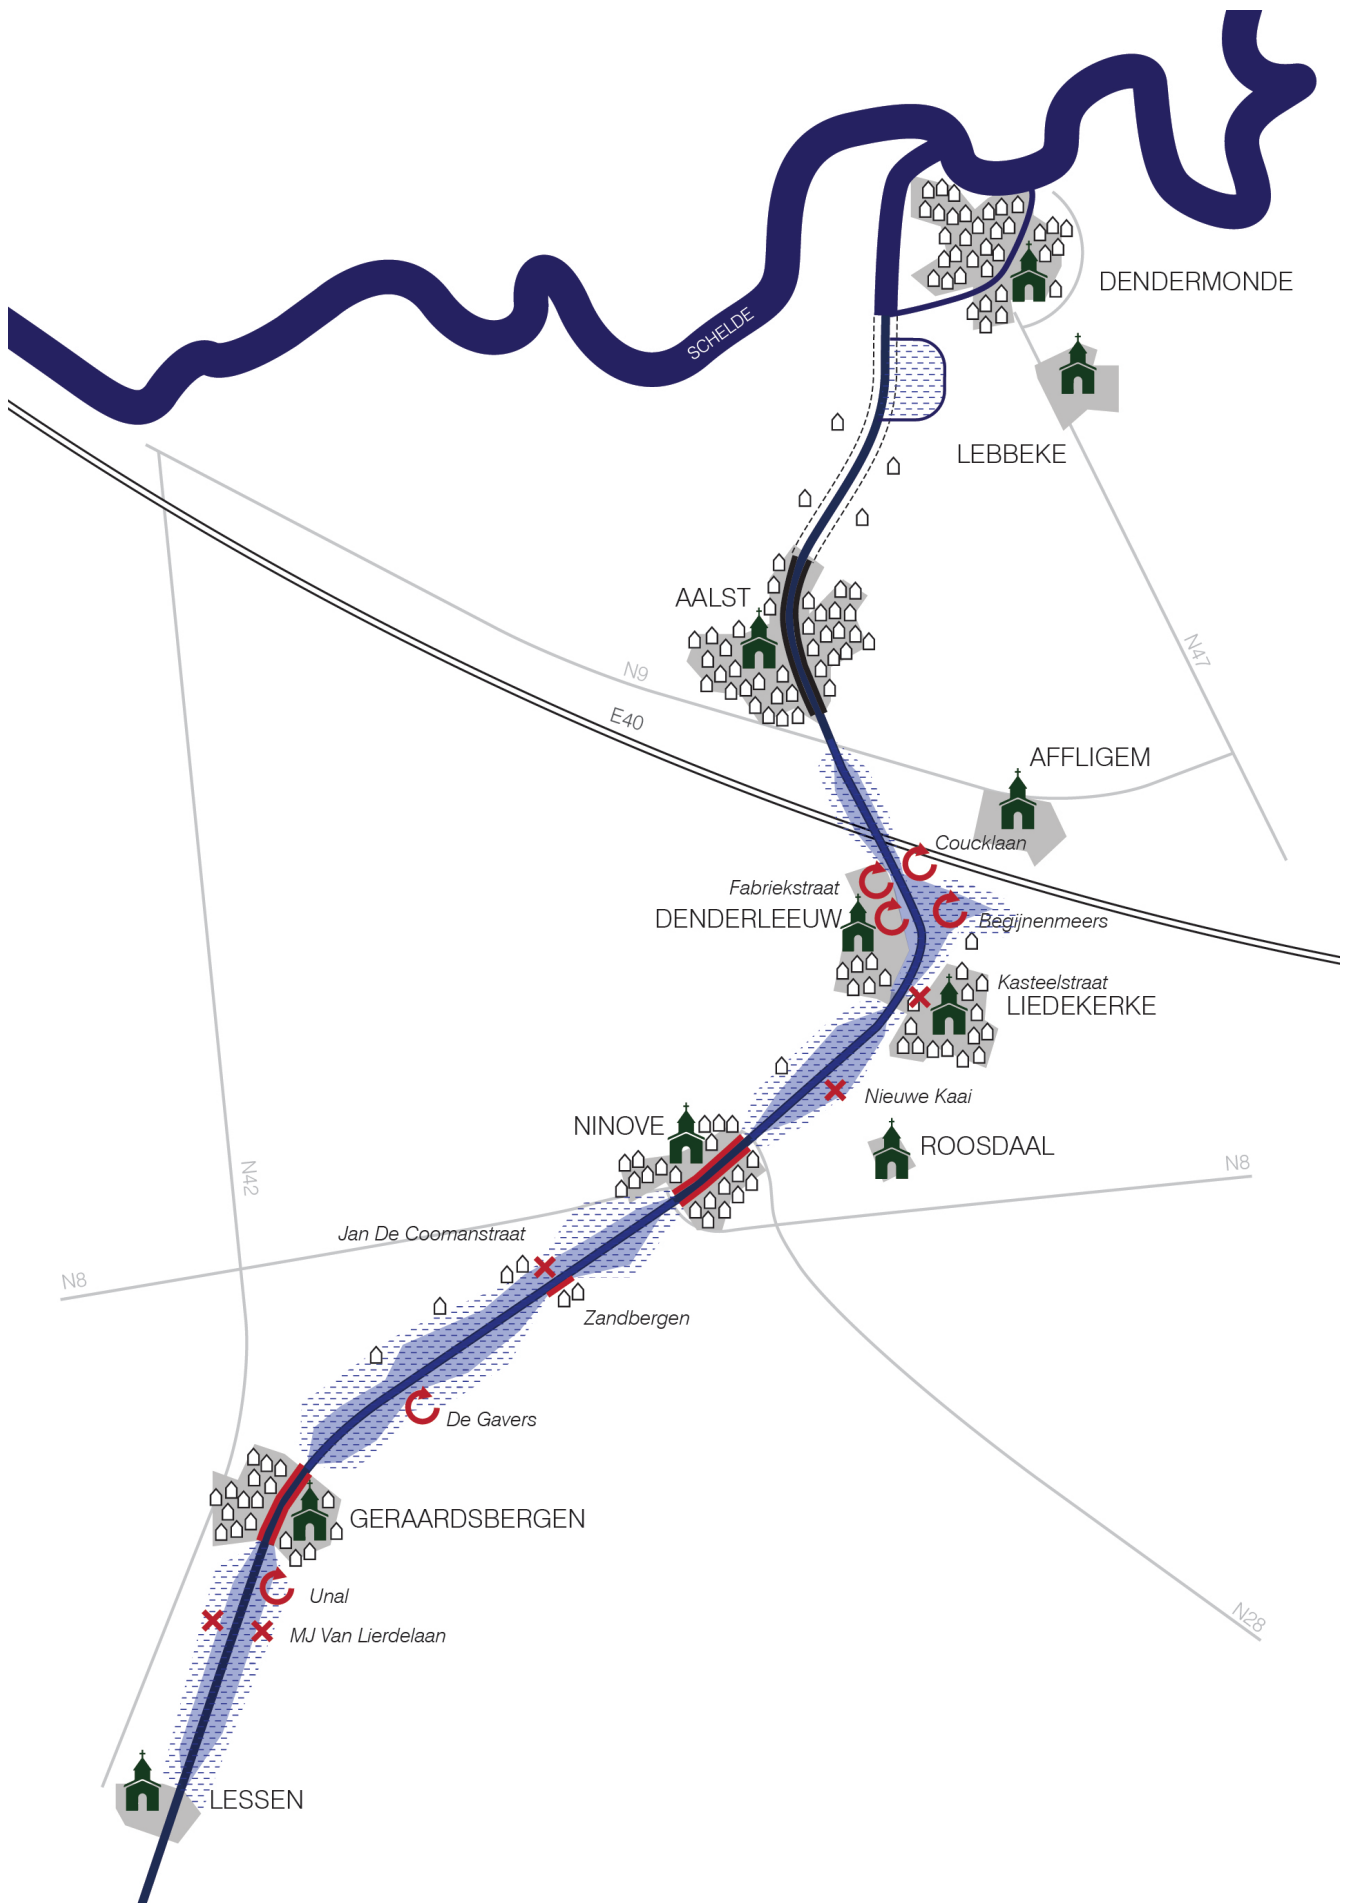 DENDERMONDE
SCHELDE
LEBBEKE
AALST
N47
N9
E40
AFFLIGEM
Coucklaan
Fabriekstraat
DENDERLEEUW
Begijnenmeers
Kasteelstraat
LIEDEKERKE
Nieuwe Kaai
NINOVE
ROOSDAAL
N8
N42
Jan De Coomanstraat
N8
Zandbergen
De Gavers
GERAARDSBERGEN
Unal
N28
MJ Van Lierdelaan
LESSEN